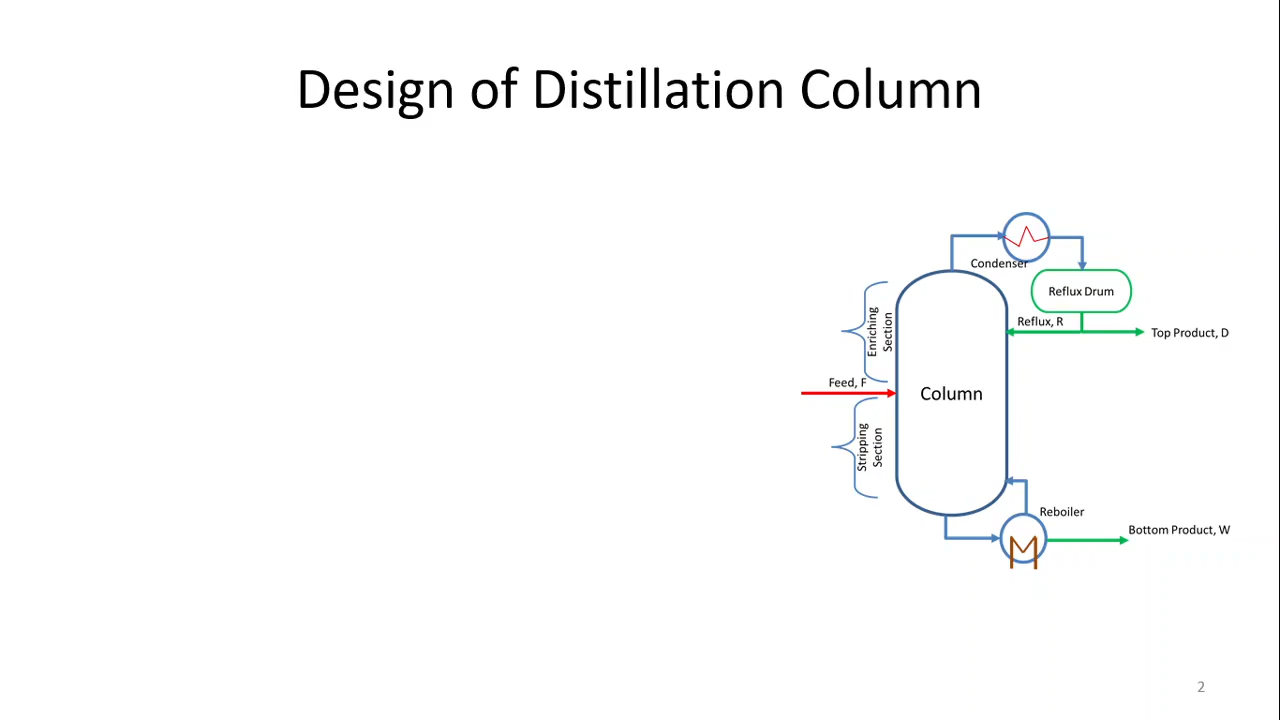 Design of Distillation Column
Condenser
Reflux Drum
Enriching
Section
Reflux, R
Top Product, D
Feed, F
Column
Stripping
Section
Reboiler
Bottom Product, W
2